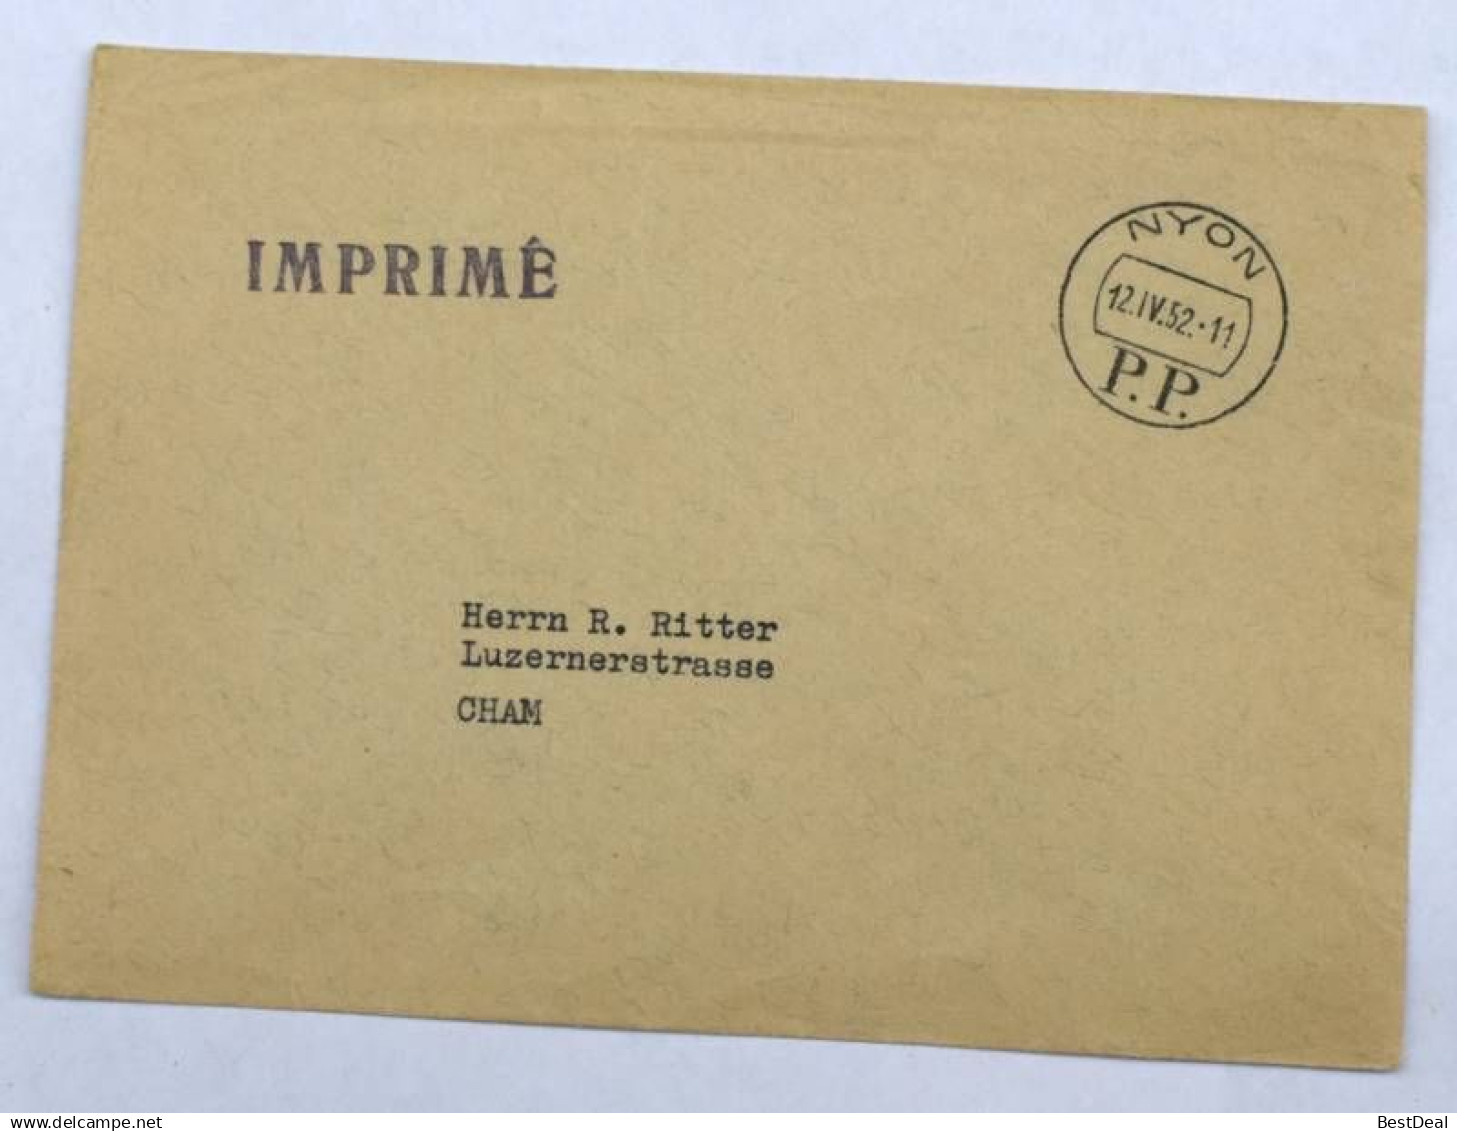 NYON
IMPRIMÉ
12.IV.52.·11
P.P.
Herrn R. Ritter
Luzernerstrasse
CHAM
www.delcampe.net
BestDeal